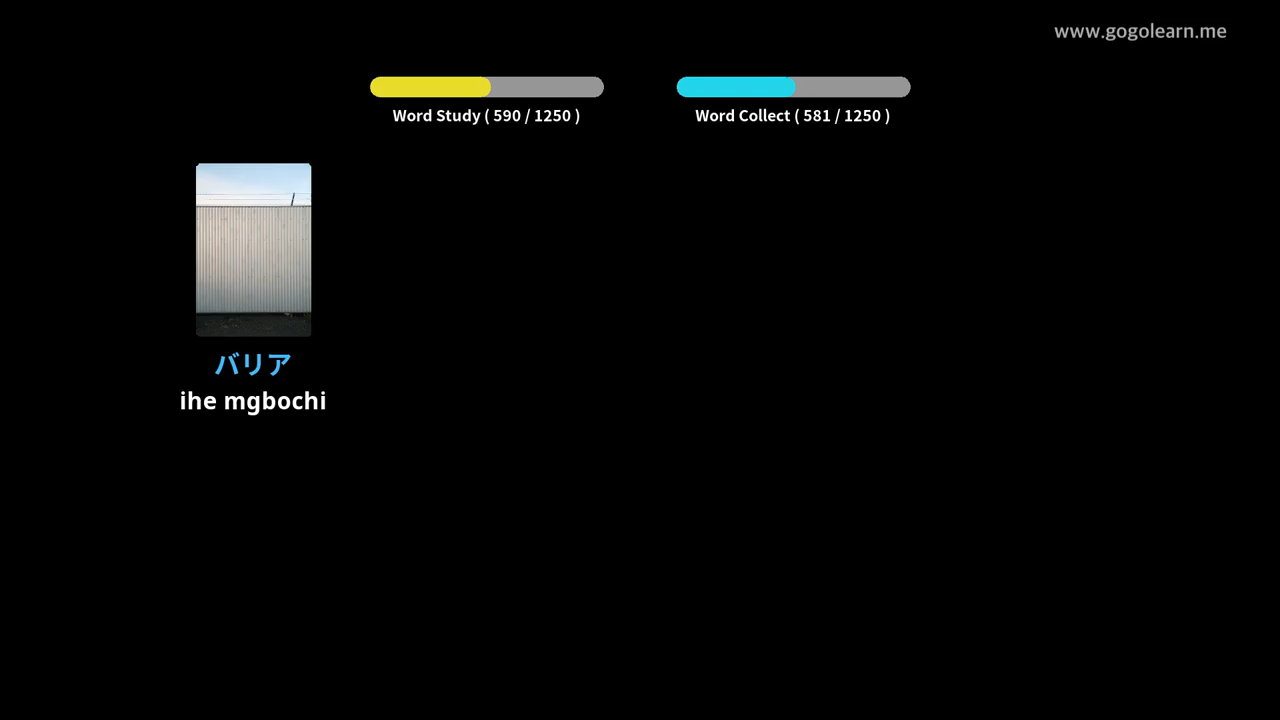 www.gogolearn.me
Word Study ( 590 / 1250 )
Word Collect ( 581 / 1250 )
バリア
ihe mgbochi